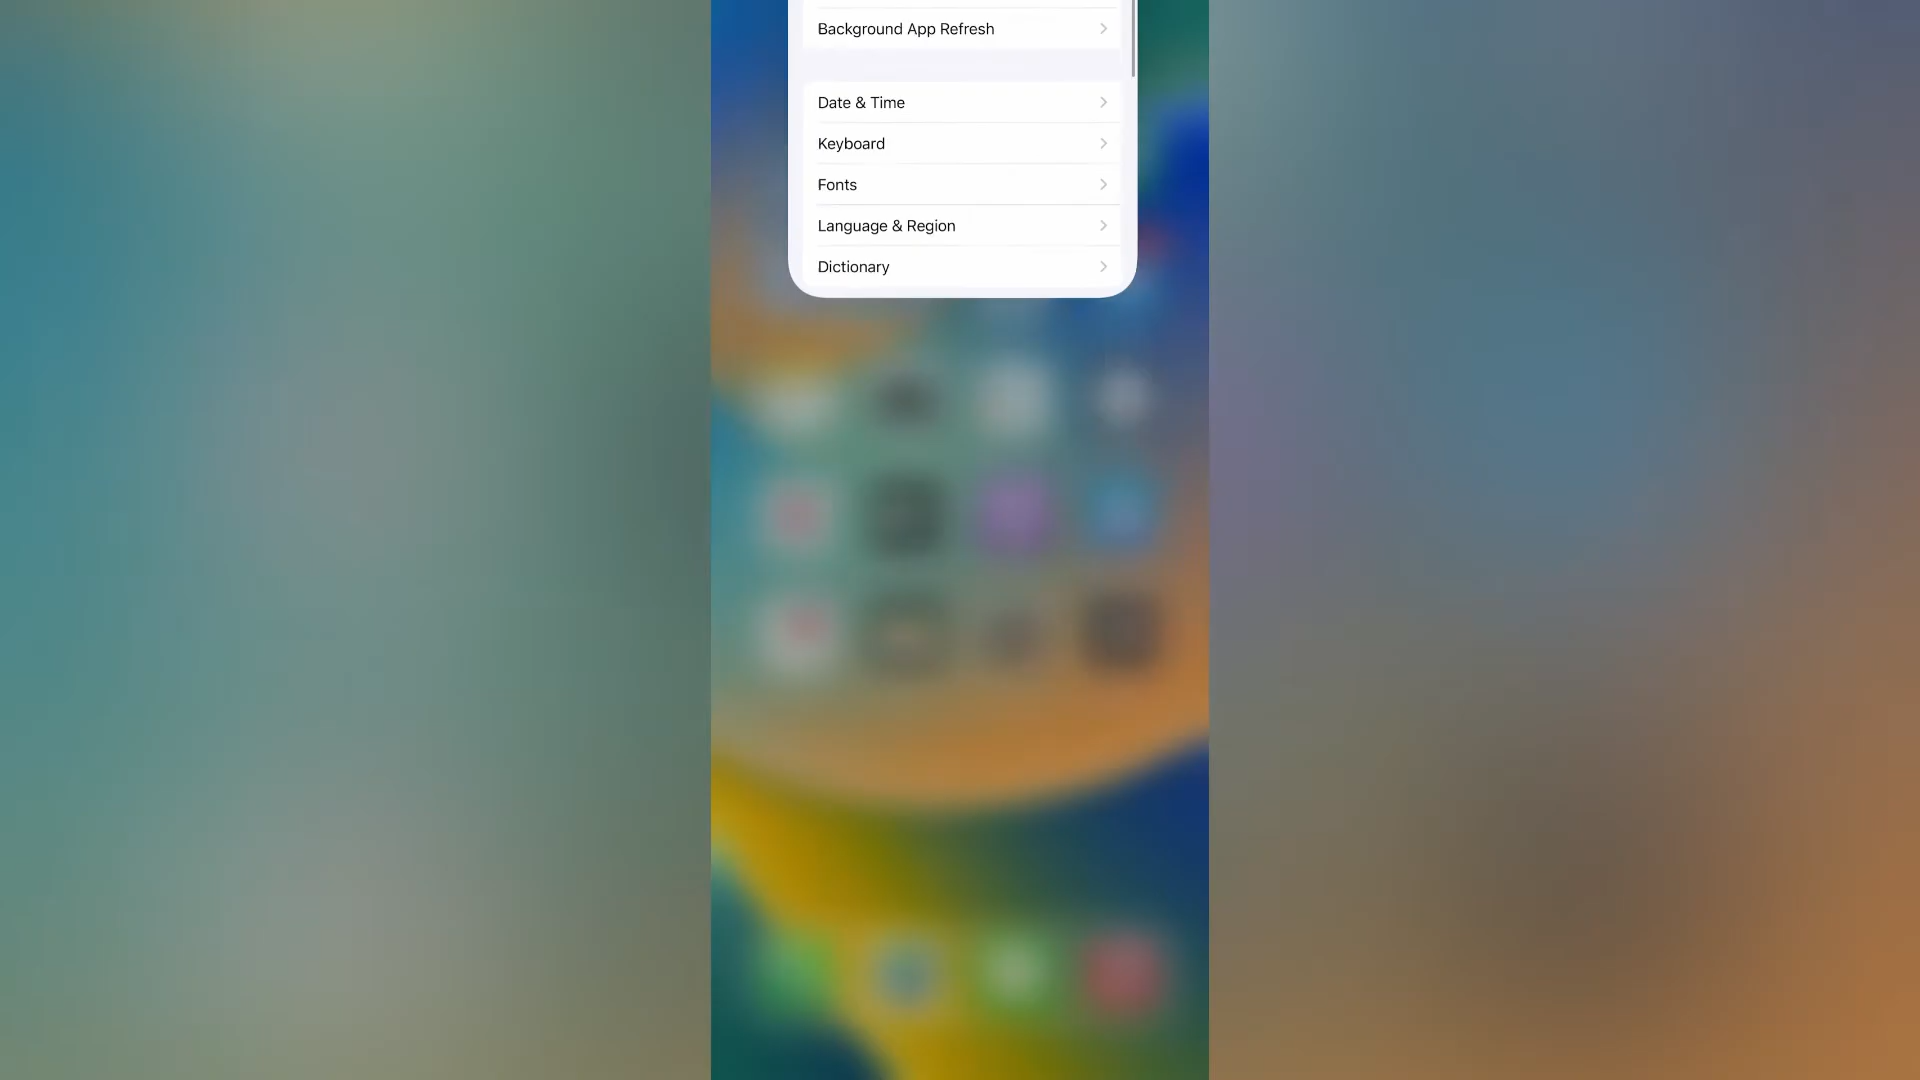 Background App Refresh
Date & Time
Keyboard
Fonts
Language & Region
Dictionary